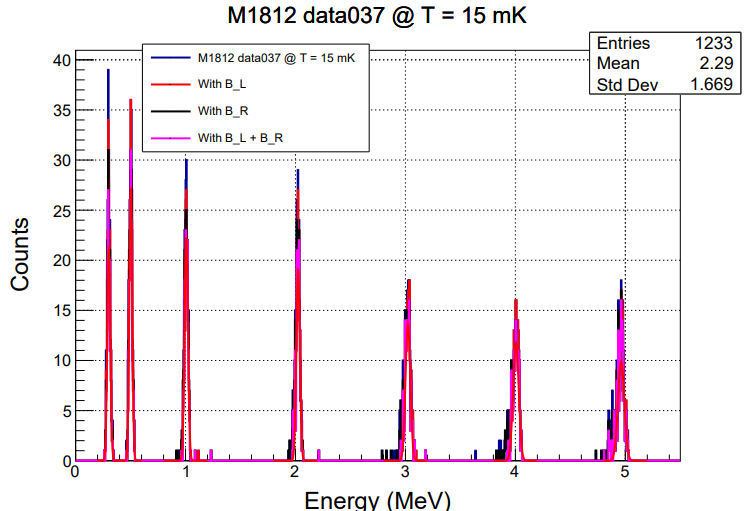 M1812 data037 @ T = 15 mK
Entries 1233
Mean 2.29
Std Dev 1.669
M1812 data037 @ T = 15 mK
With B_L
With B_R
With B_L + B_R
Counts
40
35
30
25
20
15
10
5
0
0 1 2 3 4 5
Energy (MeV)